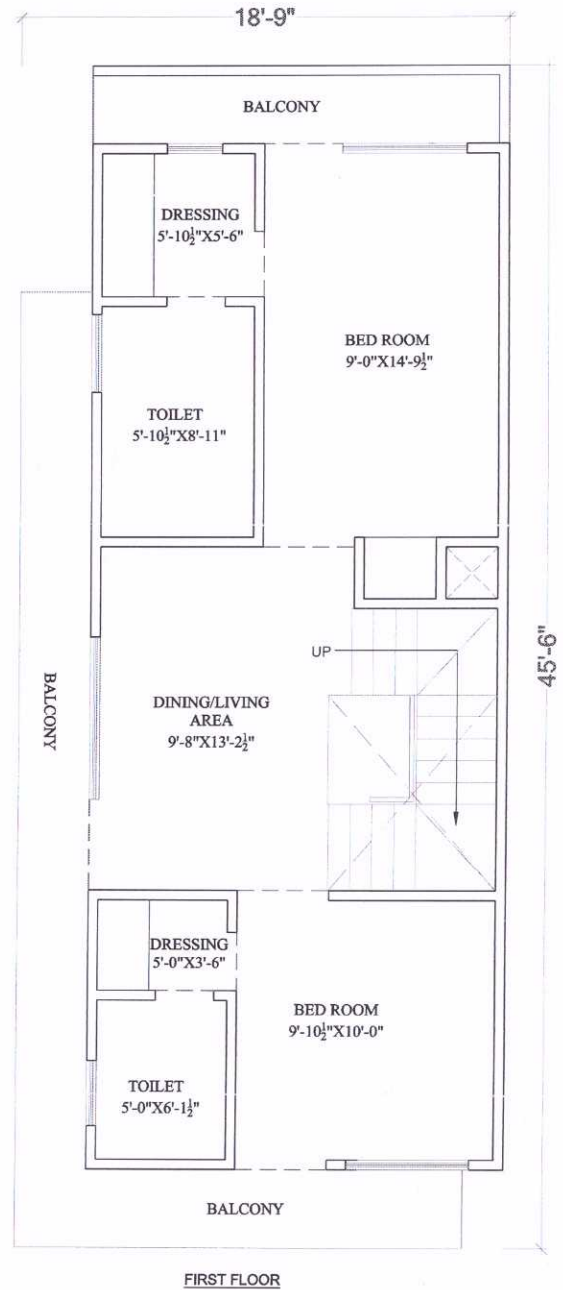 18'-9"
BALCONY
DRESSING
5'-10½"X5'-6"
BED ROOM
9'-0"X14'-9½"
TOILET
5'-10½"X8'-11"
UP
45'-6"
BALCONY
DINING/LIVING
AREA
9'-8"X13'-2½"
DRESSING
5'-0"X3'-6"
BED ROOM
9'-10½"X10'-0"
TOILET
5'-0"X6'-1½"
BALCONY
FIRST FLOOR